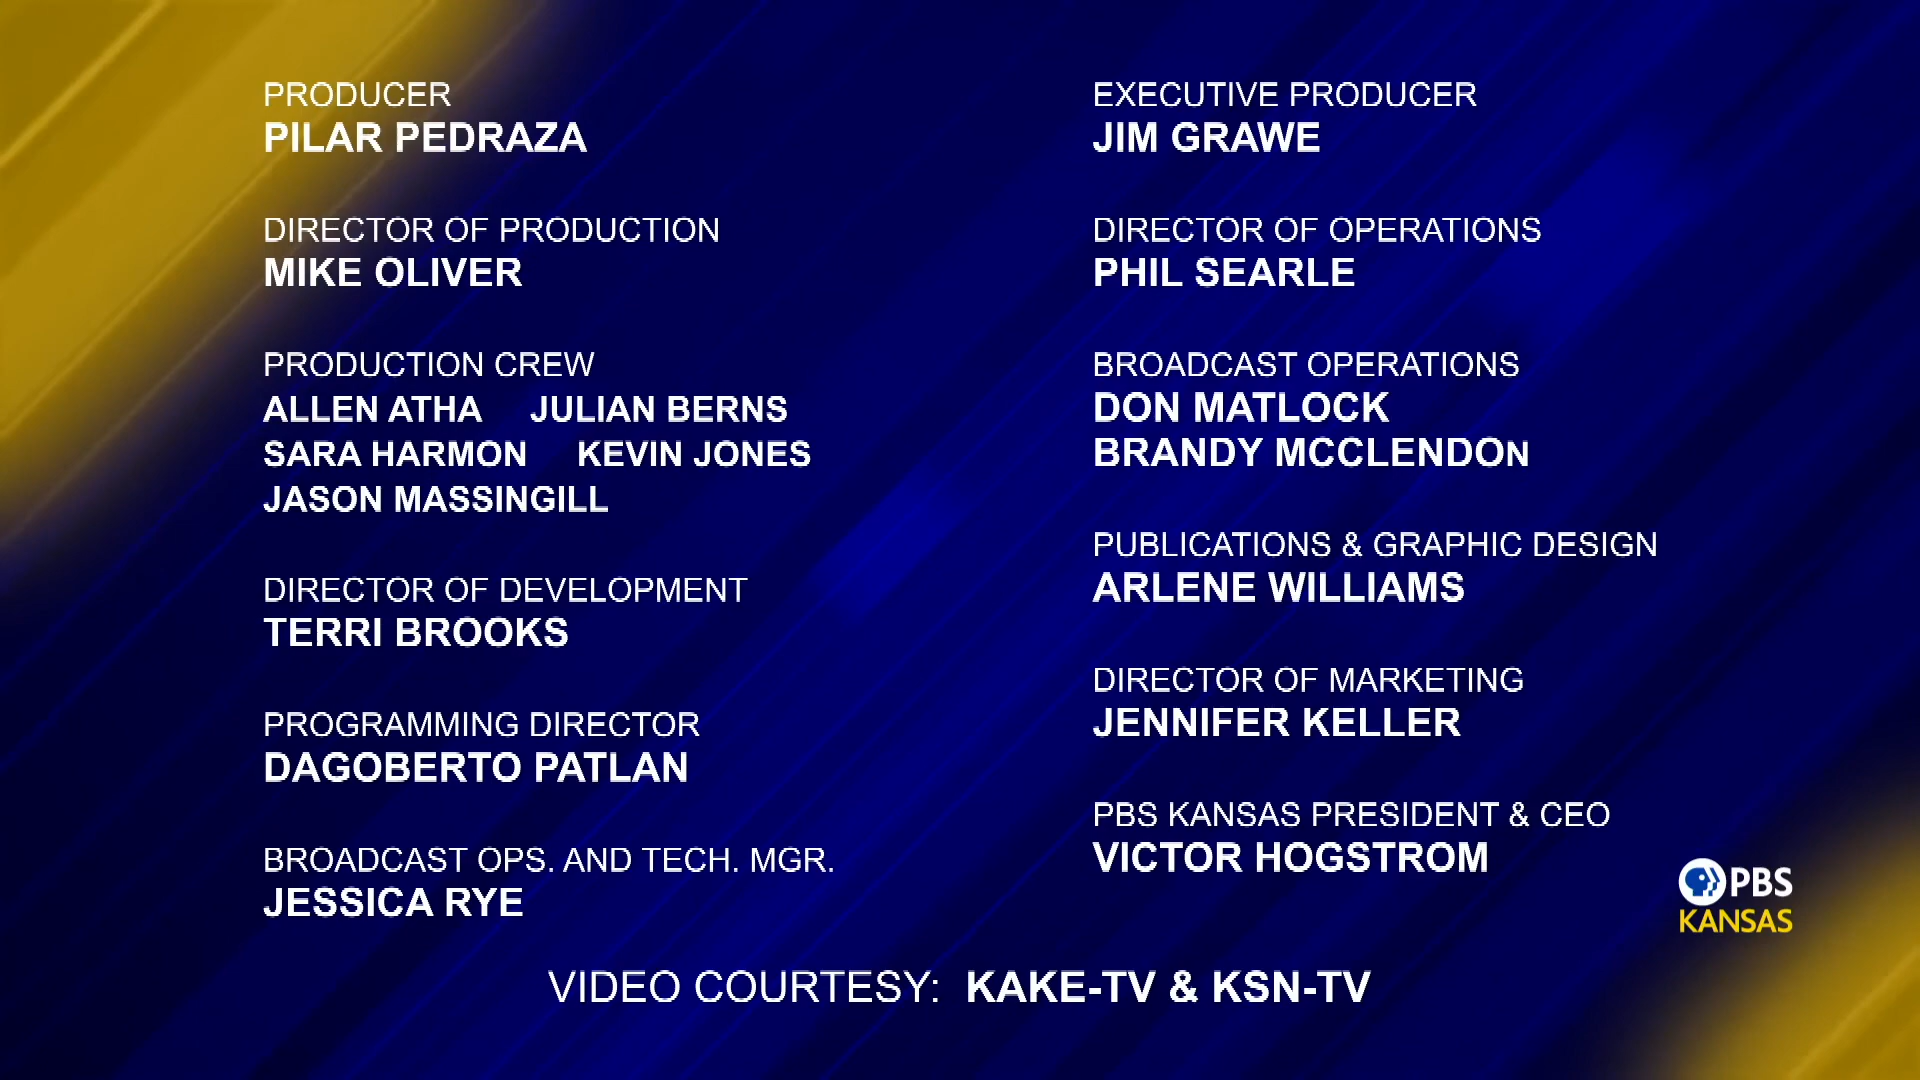 PRODUCER
PILAR PEDRAZA
DIRECTOR OF PRODUCTION
MIKE OLIVER
PRODUCTION CREW
ALLEN ATHA JULIAN BERNS
SARA HARMON KEVIN JONES
JASON MASSINGILL
DIRECTOR OF DEVELOPMENT
TERRI BROOKS
PROGRAMMING DIRECTOR
DAGOBERTO PATLAN
BROADCAST OPS. AND TECH. MGR.
JESSICA RYE
EXECUTIVE PRODUCER
JIM GRAWE
DIRECTOR OF OPERATIONS
PHIL SEARLE
BROADCAST OPERATIONS
DON MATLOCK
BRANDY MCCLENDON
PUBLICATIONS & GRAPHIC DESIGN
ARLENE WILLIAMS
DIRECTOR OF MARKETING
JENNIFER KELLER
PBS KANSAS PRESIDENT & CEO
VICTOR HOGSTROM
PBS
KANSAS
VIDEO COURTESY: KAKE-TV & KSN-TV